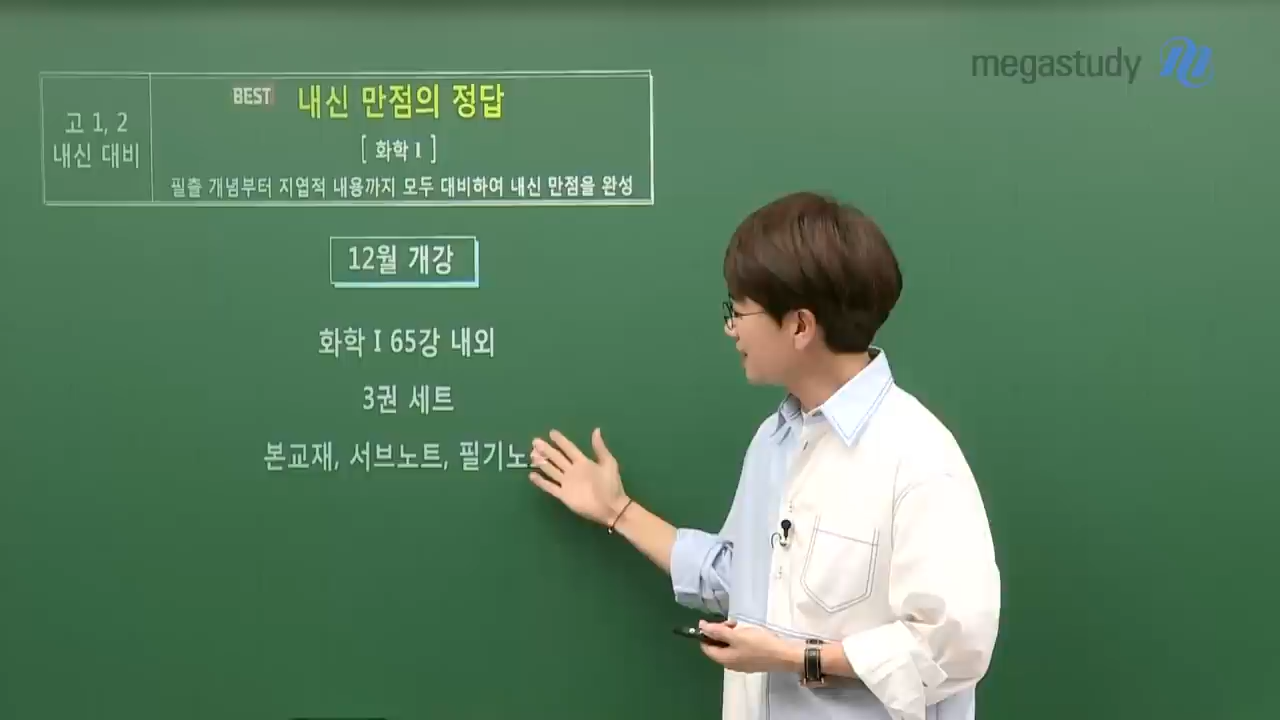 megastudy
고 1, 2
내신 대비
BEST 내신 만점의 정답
[ 화학 I ]
필출 개념부터 지엽적 내용까지 모두 대비하여 내신 만점을 완성
12월 개강
화학 I 65강 내외
3권 세트
본교재, 서브노트,